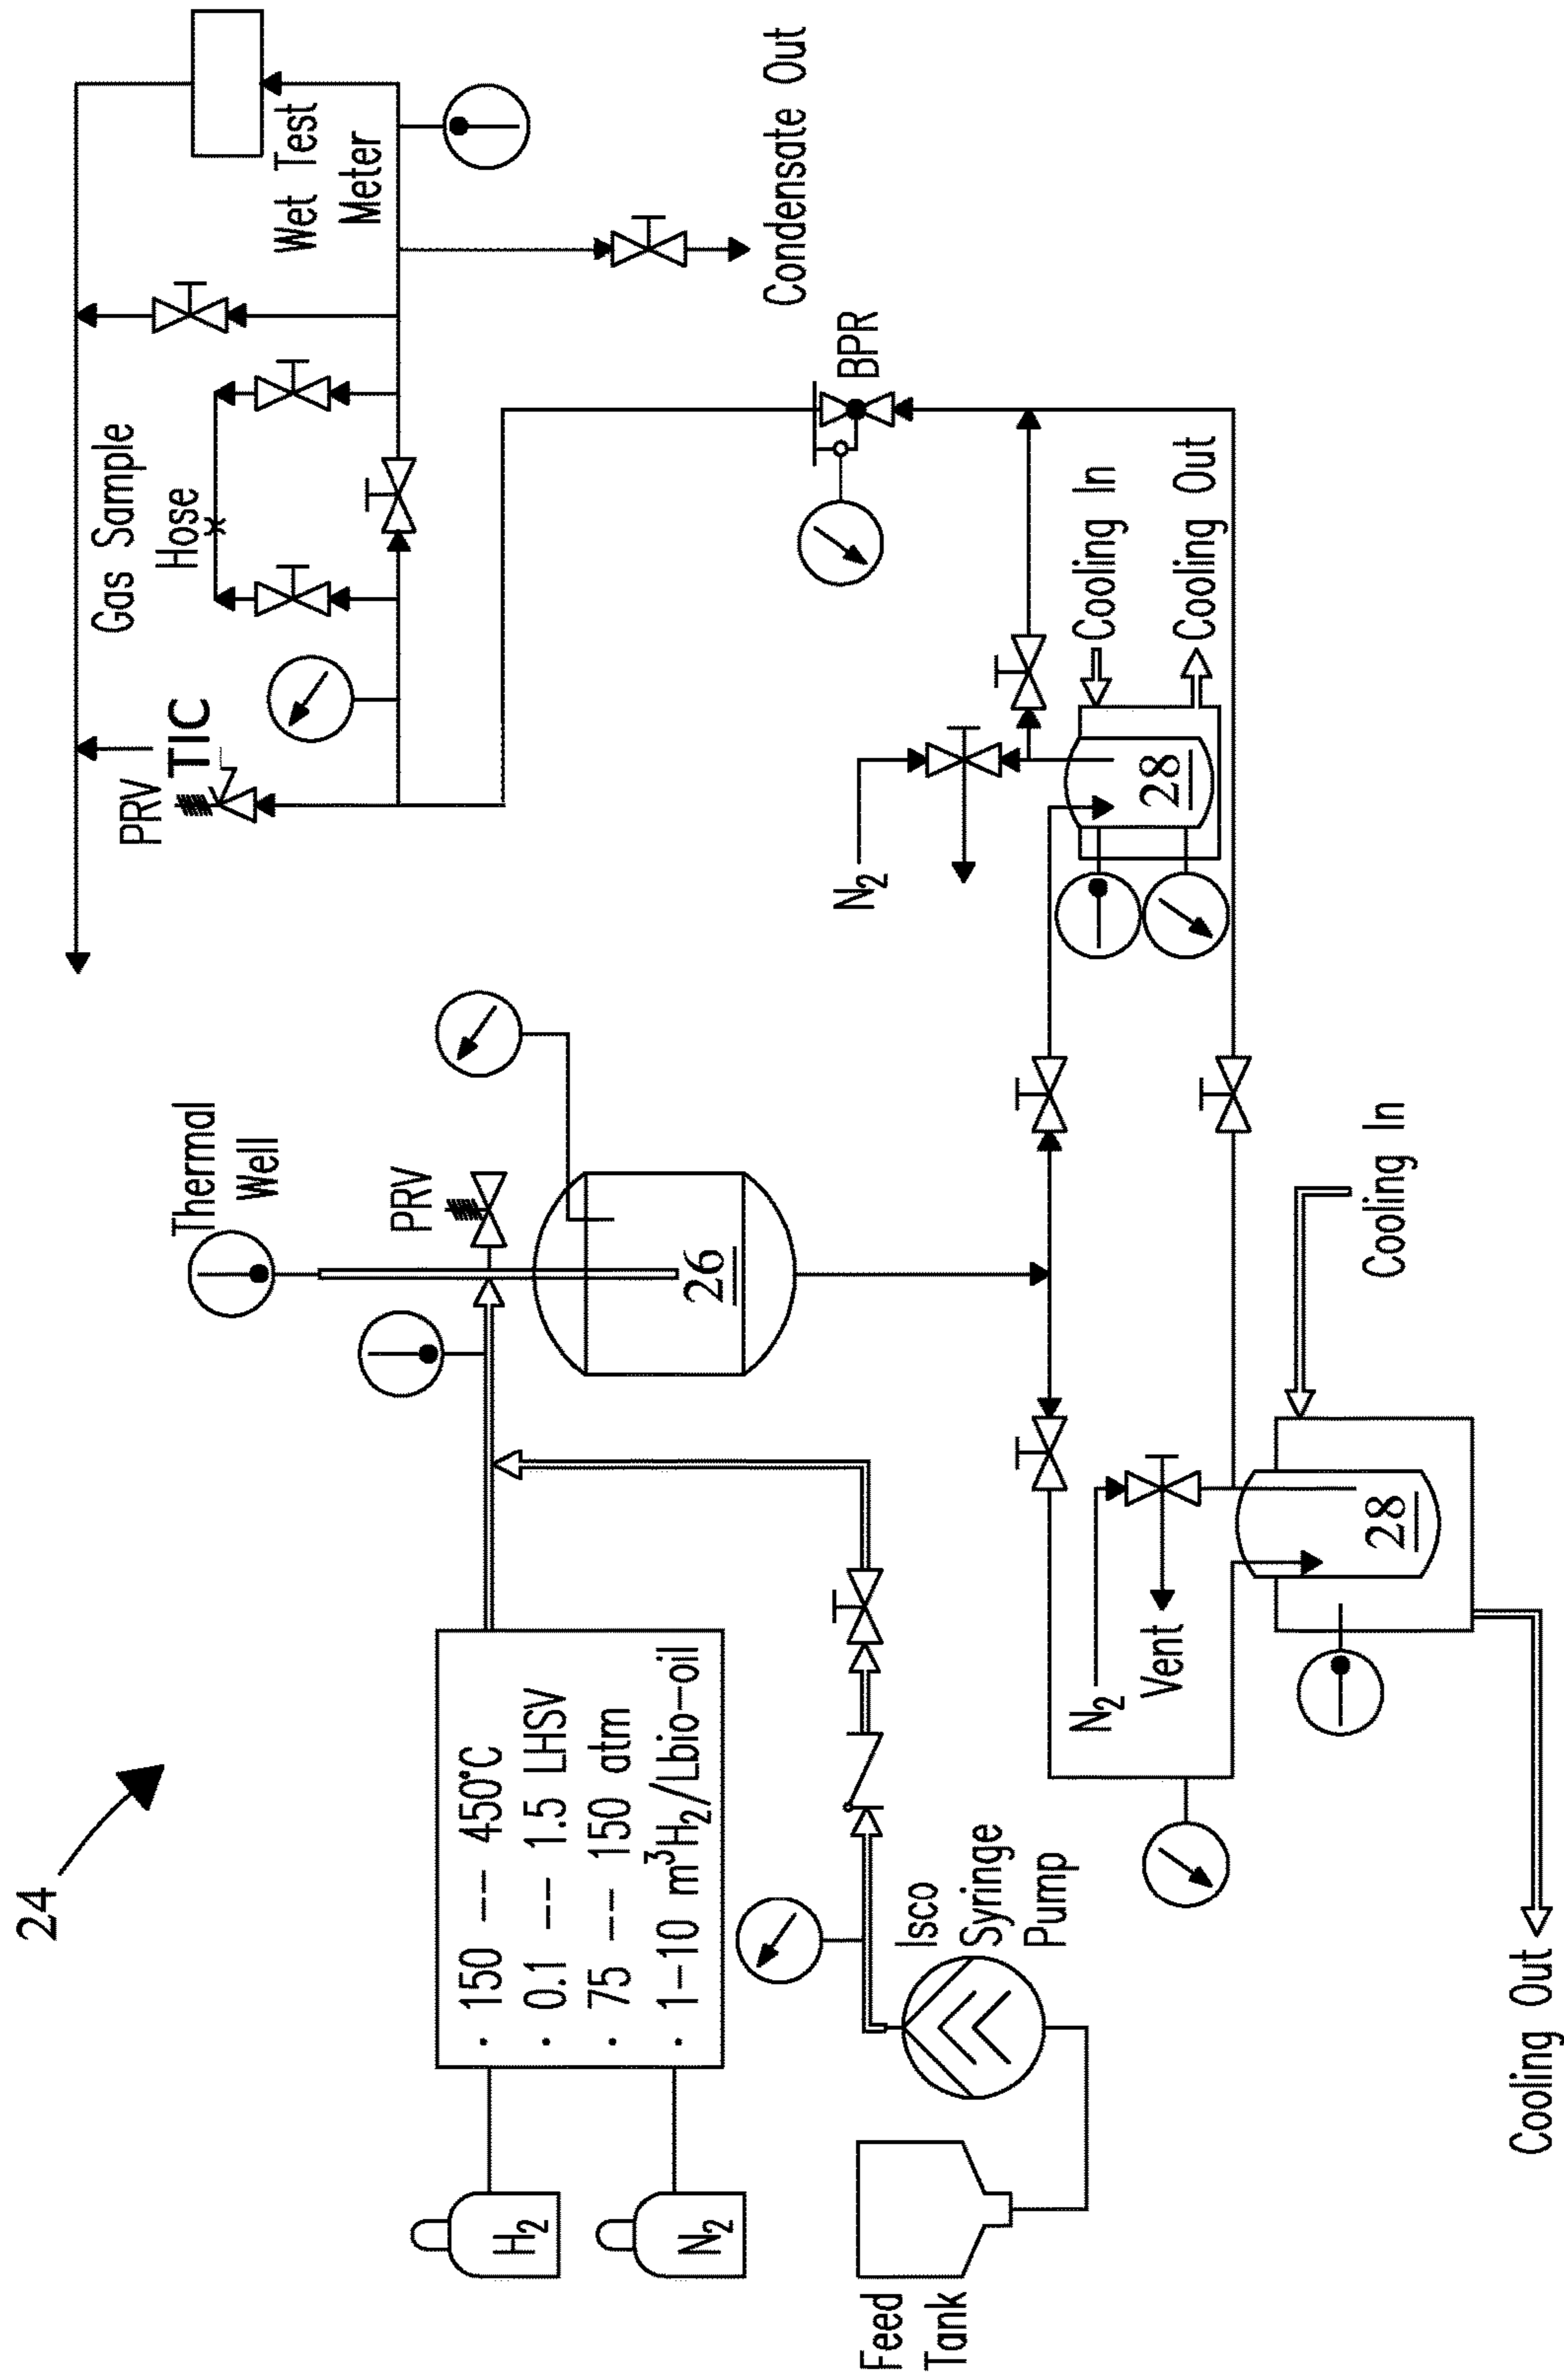 24
H2
N2
· 150 -- 450°C
· 0.1 -- 1.5 LHSV
· 75 -- 150 atm
· 1-10 m3H2/Lbio-oil
Feed
Tank
Isco
Syringe
Pump
Thermal
Well
PRV
26
N2
Vent
28
Cooling In
Cooling Out
N2
28
Cooling In
Cooling Out
BPR
PRV
TIC
Gas Sample
Hose
Wet Test
Meter
Condensate Out